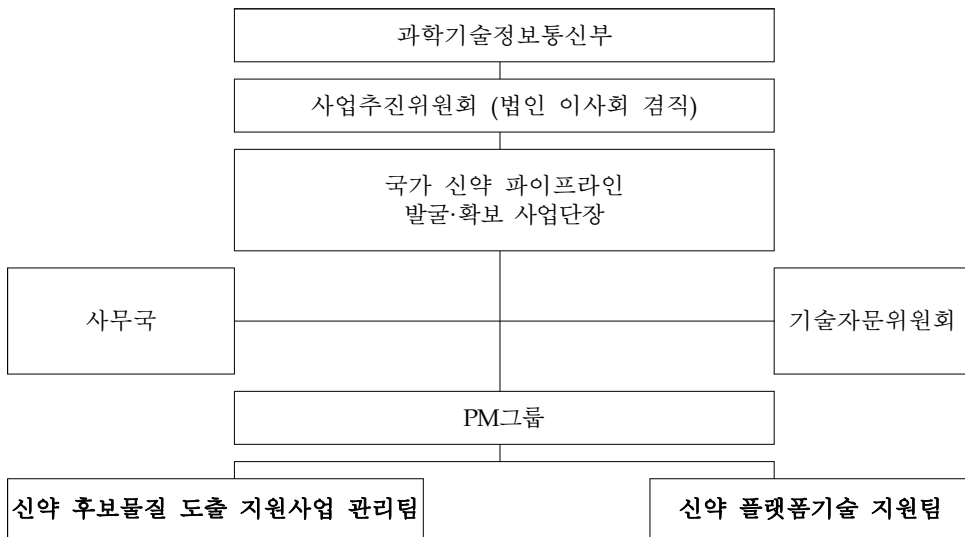 과학기술정보통신부
사업추진위원회 (법인 이사회 겸직)
국가 신약 파이프라인
발굴·확보 사업단장
사무국
기술자문위원회
PM그룹
신약 후보물질 도출 지원사업 관리팀
신약 플랫폼기술 지원팀